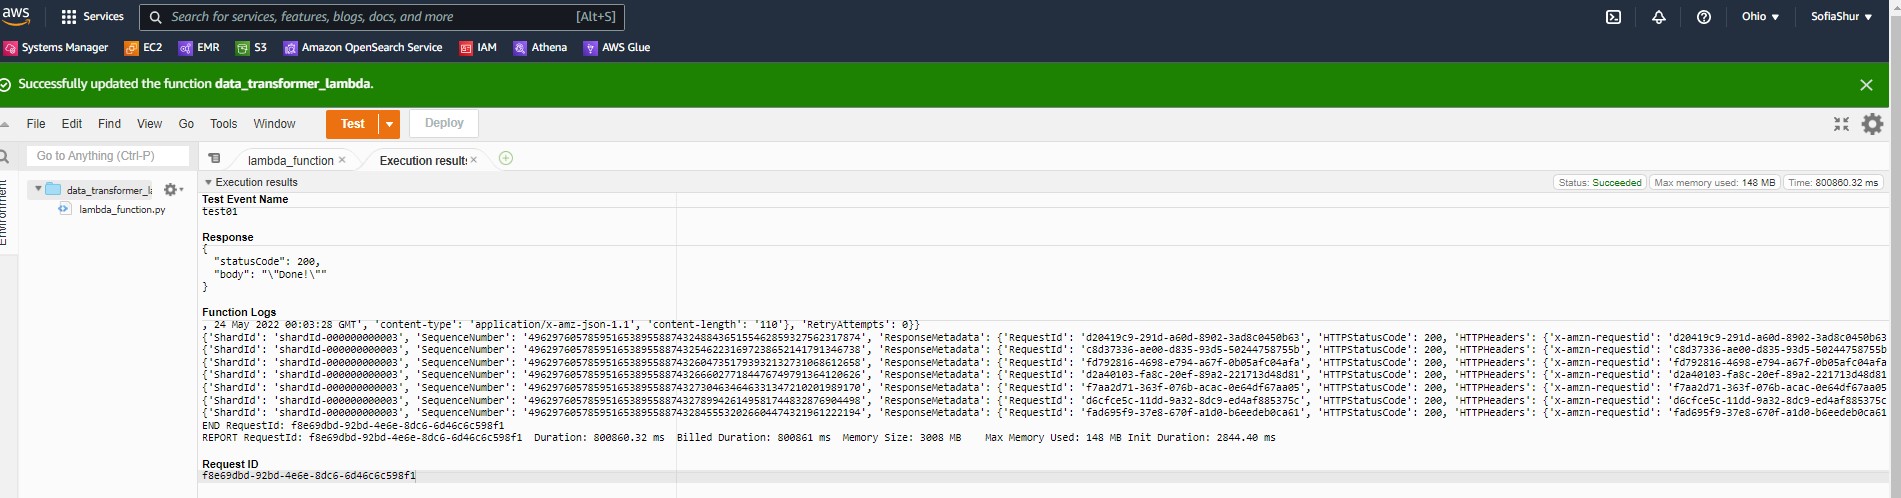 aws Services Search for services, features, blogs, docs, and more [Alt+S] Ohio ▼ SofiaShur ▼
Systems Manager EC2 EMR S3 Amazon OpenSearch Service IAM Athena AWS Glue
Successfully updated the function data_transformer_lambda.
File Edit Find View Go Tools Window Test Deploy
Go to Anything (Ctrl-P) lambda_function × Execution results ×
Execution results Status: Succeeded Max memory used: 148 MB Time: 800860.32 ms
Environment
data_transformer_la
lambda_function.py
Test Event Name
test01
Response
{
"statusCode": 200,
"body": "\"Done!\""
}
Function Logs
, 24 May 2022 00:03:28 GMT', 'content-type': 'application/x-amz-json-1.1', 'content-length': '110'}, 'RetryAttempts': 0}}
{'ShardId': 'shardId-000000000003', 'SequenceNumber': 'ResponseMetadata': {'RequestId': 'd20419c9-291d-a60d-8902-3ad8c0450b63', 'HTTPStatusCode': 200, 'HTTPHeaders': {'x-amzn-requestid': 'd20419c9-291d-a60d-8902-3ad8c0450b63
{'ShardId': 'shardId-000000000003', 'SequenceNumber': 'ResponseMetadata': {'RequestId': 'c8d37336-ae00-d835-93d5-50244758755b', 'HTTPStatusCode': 200, 'HTTPHeaders': {'x-amzn-requestid': 'c8d37336-ae00-d835-93d5-50244758755b
{'ShardId': 'shardId-000000000003', 'SequenceNumber': 'ResponseMetadata': {'RequestId': 'fd792816-4698-e794-a67f-0b05afc04afa', 'HTTPStatusCode': 200, 'HTTPHeaders': {'x-amzn-requestid': 'fd792816-4698-e794-a67f-0b05afc04afa
{'ShardId': 'shardId-000000000003', 'SequenceNumber': 'ResponseMetadata': {'RequestId': 'd2a40103-fa8c-20ef-89a2-221713d48d81', 'HTTPStatusCode': 200, 'HTTPHeaders': {'x-amzn-requestid': 'd2a40103-fa8c-20ef-89a2-221713d48d81
{'ShardId': 'shardId-000000000003', 'SequenceNumber': 'ResponseMetadata': {'RequestId': 'f7aa2d71-363f-076b-acac-0e64df67aa05', 'HTTPStatusCode': 200, 'HTTPHeaders': {'x-amzn-requestid': 'f7aa2d71-363f-076b-acac-0e64df67aa05
{'ShardId': 'shardId-000000000003', 'SequenceNumber': 'ResponseMetadata': {'RequestId': 'd6cfce5c-11dd-9a32-8dc9-ed4af885375c', 'HTTPStatusCode': 200, 'HTTPHeaders': {'x-amzn-requestid': 'd6cfce5c-11dd-9a32-8dc9-ed4af885375c
{'ShardId': 'shardId-000000000003', 'SequenceNumber': 'ResponseMetadata': {'RequestId': 'fad695f9-37e8-670f-a1d0-b6eedeb0ca61', 'HTTPStatusCode': 200, 'HTTPHeaders': {'x-amzn-requestid': 'fad695f9-37e8-670f-a1d0-b6eedeb0ca61
END RequestId: f8e69dbd-92bd-4e6e-8dc6-6d46c6c598f1
REPORT RequestId: f8e69dbd-92bd-4e6e-8dc6-6d46c6c598f1 Duration: 800860.32 ms Billed Duration: 800861 ms Memory Size: 3008 MB Max Memory Used: 148 MB Init Duration: 2844.40 ms
Request ID
f8e69dbd-92bd-4e6e-8dc6-6d46c6c598f1